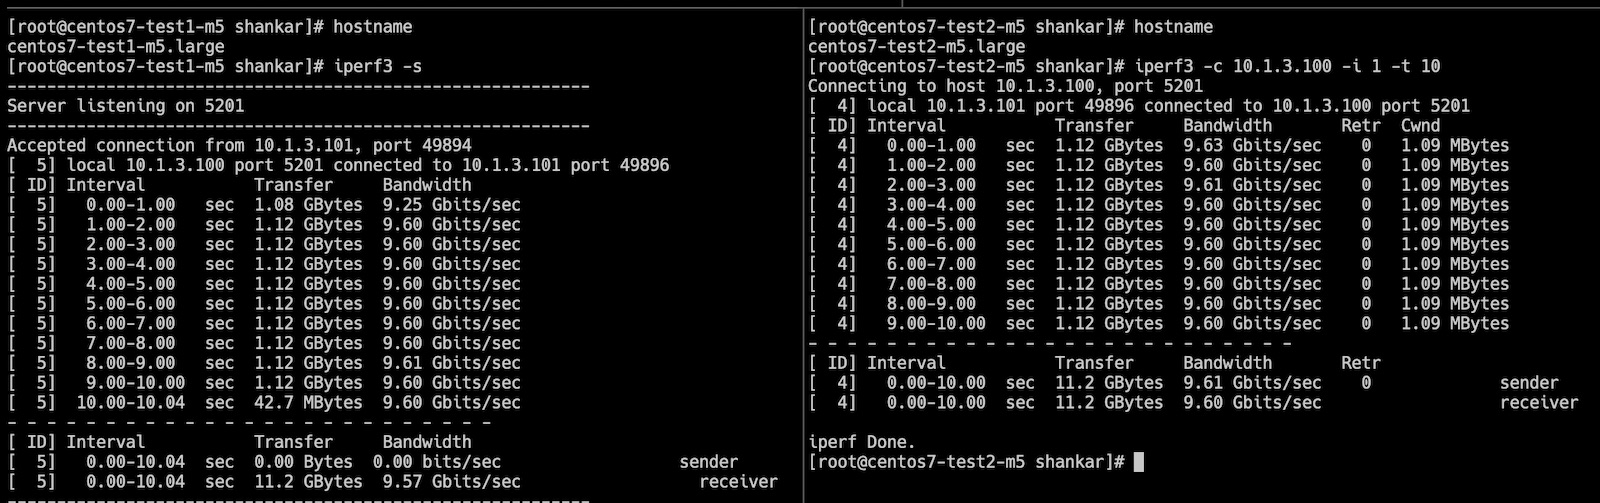 [root@centos7-test1-m5 shankar]# hostname
centos7-test1-m5.large
[root@centos7-test1-m5 shankar]# iperf3 -s
-----------------------------------------------------------
Server listening on 5201
-----------------------------------------------------------
Accepted connection from 10.1.3.101, port 49894
[  5] local 10.1.3.100 port 5201 connected to 10.1.3.101 port 49896
[ ID] Interval           Transfer     Bandwidth
[  5]   0.00-1.00   sec  1.08 GBytes  9.25 Gbits/sec
[  5]   1.00-2.00   sec  1.12 GBytes  9.60 Gbits/sec
[  5]   2.00-3.00   sec  1.12 GBytes  9.60 Gbits/sec
[  5]   3.00-4.00   sec  1.12 GBytes  9.60 Gbits/sec
[  5]   4.00-5.00   sec  1.12 GBytes  9.60 Gbits/sec
[  5]   5.00-6.00   sec  1.12 GBytes  9.60 Gbits/sec
[  5]   6.00-7.00   sec  1.12 GBytes  9.60 Gbits/sec
[  5]   7.00-8.00   sec  1.12 GBytes  9.60 Gbits/sec
[  5]   8.00-9.00   sec  1.12 GBytes  9.61 Gbits/sec
[  5]   9.00-10.00  sec  1.12 GBytes  9.60 Gbits/sec
[  5]  10.00-10.04  sec  42.7 MBytes  9.60 Gbits/sec
- - - - - - - - - - - - - - - - - - - - - - - - -
[ ID] Interval           Transfer     Bandwidth
[  5]   0.00-10.04  sec  0.00 Bytes  0.00 bits/sec                  sender
[  5]   0.00-10.04  sec  11.2 GBytes  9.57 Gbits/sec                  receiver
-----------------------------------------------------------
[root@centos7-test2-m5 shankar]# hostname
centos7-test2-m5.large
[root@centos7-test2-m5 shankar]# iperf3 -c 10.1.3.100 -i 1 -t 10
Connecting to host 10.1.3.100, port 5201
[  4] local 10.1.3.101 port 49896 connected to 10.1.3.100 port 5201
[ ID] Interval           Transfer     Bandwidth       Retr  Cwnd
[  4]   0.00-1.00   sec  1.12 GBytes  9.63 Gbits/sec    0   1.09 MBytes
[  4]   1.00-2.00   sec  1.12 GBytes  9.60 Gbits/sec    0   1.09 MBytes
[  4]   2.00-3.00   sec  1.12 GBytes  9.61 Gbits/sec    0   1.09 MBytes
[  4]   3.00-4.00   sec  1.12 GBytes  9.60 Gbits/sec    0   1.09 MBytes
[  4]   4.00-5.00   sec  1.12 GBytes  9.60 Gbits/sec    0   1.09 MBytes
[  4]   5.00-6.00   sec  1.12 GBytes  9.60 Gbits/sec    0   1.09 MBytes
[  4]   6.00-7.00   sec  1.12 GBytes  9.60 Gbits/sec    0   1.09 MBytes
[  4]   7.00-8.00   sec  1.12 GBytes  9.60 Gbits/sec    0   1.09 MBytes
[  4]   8.00-9.00   sec  1.12 GBytes  9.60 Gbits/sec    0   1.09 MBytes
[  4]   9.00-10.00  sec  1.12 GBytes  9.60 Gbits/sec    0   1.09 MBytes
- - - - - - - - - - - - - - - - - - - - - - - - -
[ ID] Interval           Transfer     Bandwidth       Retr
[  4]   0.00-10.00  sec  11.2 GBytes  9.61 Gbits/sec    0             sender
[  4]   0.00-10.00  sec  11.2 GBytes  9.60 Gbits/sec                  receiver
iperf Done.
[root@centos7-test2-m5 shankar]#